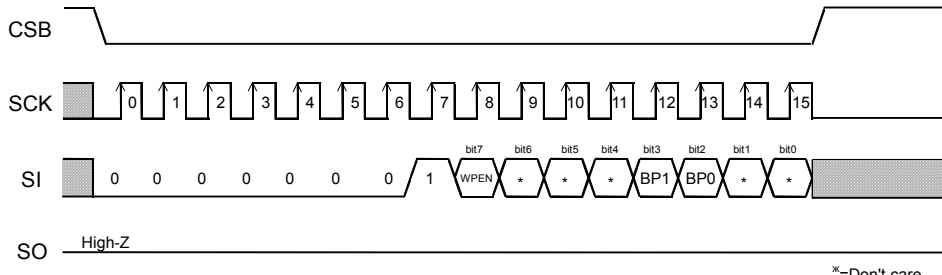 CSB
SCK 0 1 2 3 4 5 6 7 8 9 10 11 12 13 14 15
bit7 bit6 bit5 bit4 bit3 bit2 bit1 bit0
SI 0 0 0 0 0 0 0 1 WPEN * * * BP1 BP0 * *
High-Z
SO
*=Don't care